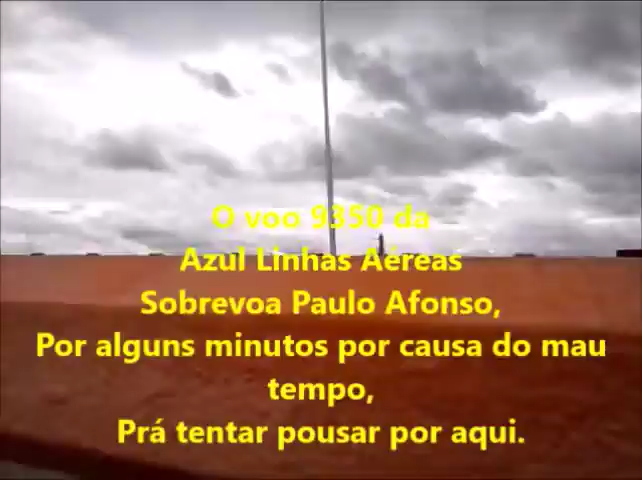 O voo 9350 da
Azul Linhas Aéreas
Sobrevoa Paulo Afonso,
Por alguns minutos por causa do mau
tempo,
Prá tentar pousar por aqui.